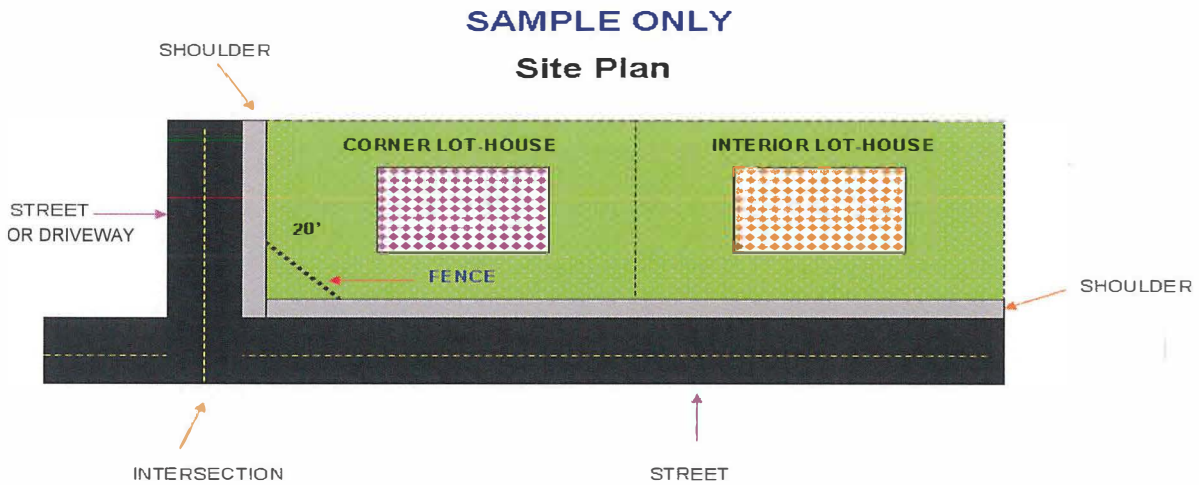 SAMPLE ONLY
SHOULDER
Site Plan
CORNER LOT-HOUSE
INTERIOR LOT-HOUSE
STREET
OR DRIVEWAY
20'
FENCE
SHOULDER
INTERSECTION
STREET